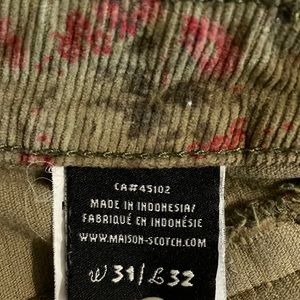 CA#45102
MADE IN INDONESIA/
FABRIQUÉ EN INDONÉSIE
WWW.MAISON-SCOTCH.COM
W 31/L 32